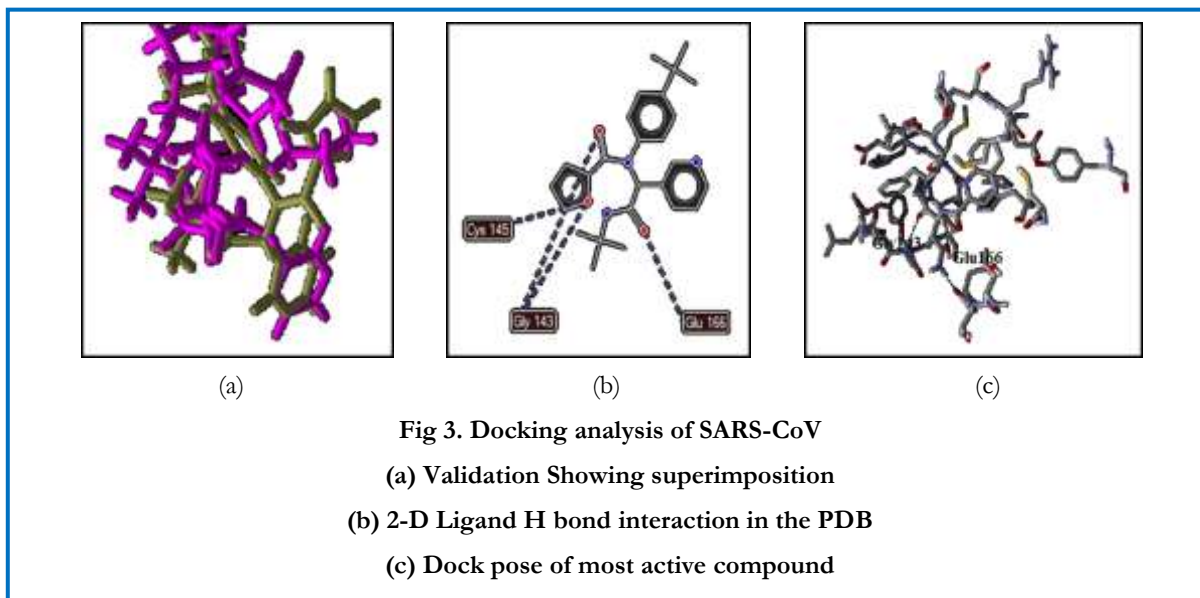 Cys 145
Gly 143
Glu 166
Glu166
(a)
(b)
(c)
Fig 3. Docking analysis of SARS-CoV
(a) Validation Showing superimposition
(b) 2-D Ligand H bond interaction in the PDB
(c) Dock pose of most active compound